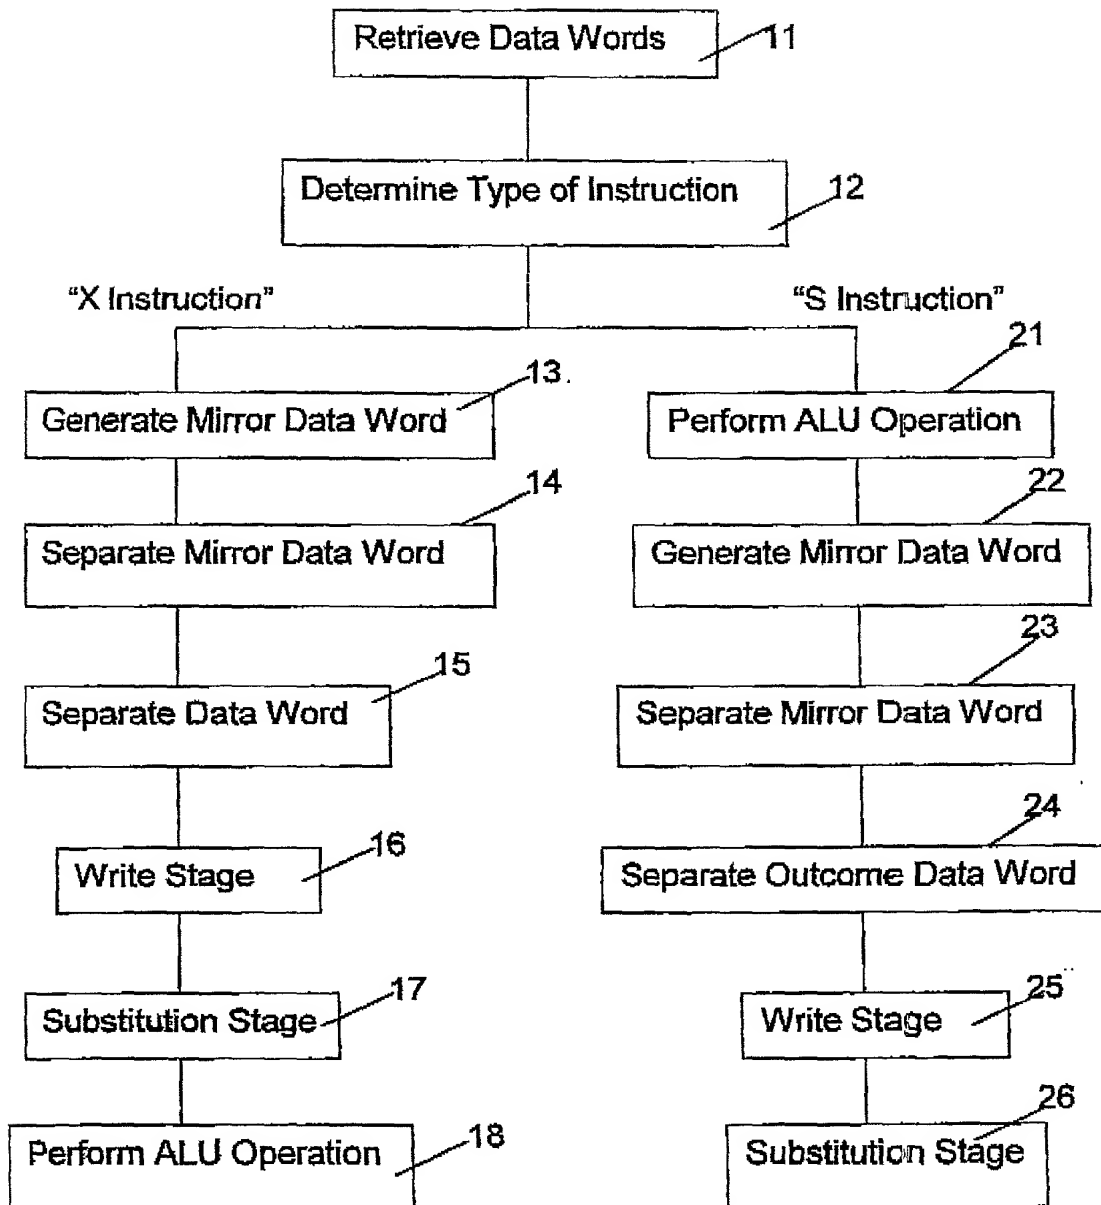 Retrieve Data Words
11
Determine Type of Instruction
12
"X Instruction"
"S Instruction"
13
Generate Mirror Data Word
14
Separate Mirror Data Word
15
Separate Data Word
16
Write Stage
17
Substitution Stage
18
Perform ALU Operation
21
Perform ALU Operation
22
Generate Mirror Data Word
23
Separate Mirror Data Word
24
Separate Outcome Data Word
25
Write Stage
26
Substitution Stage